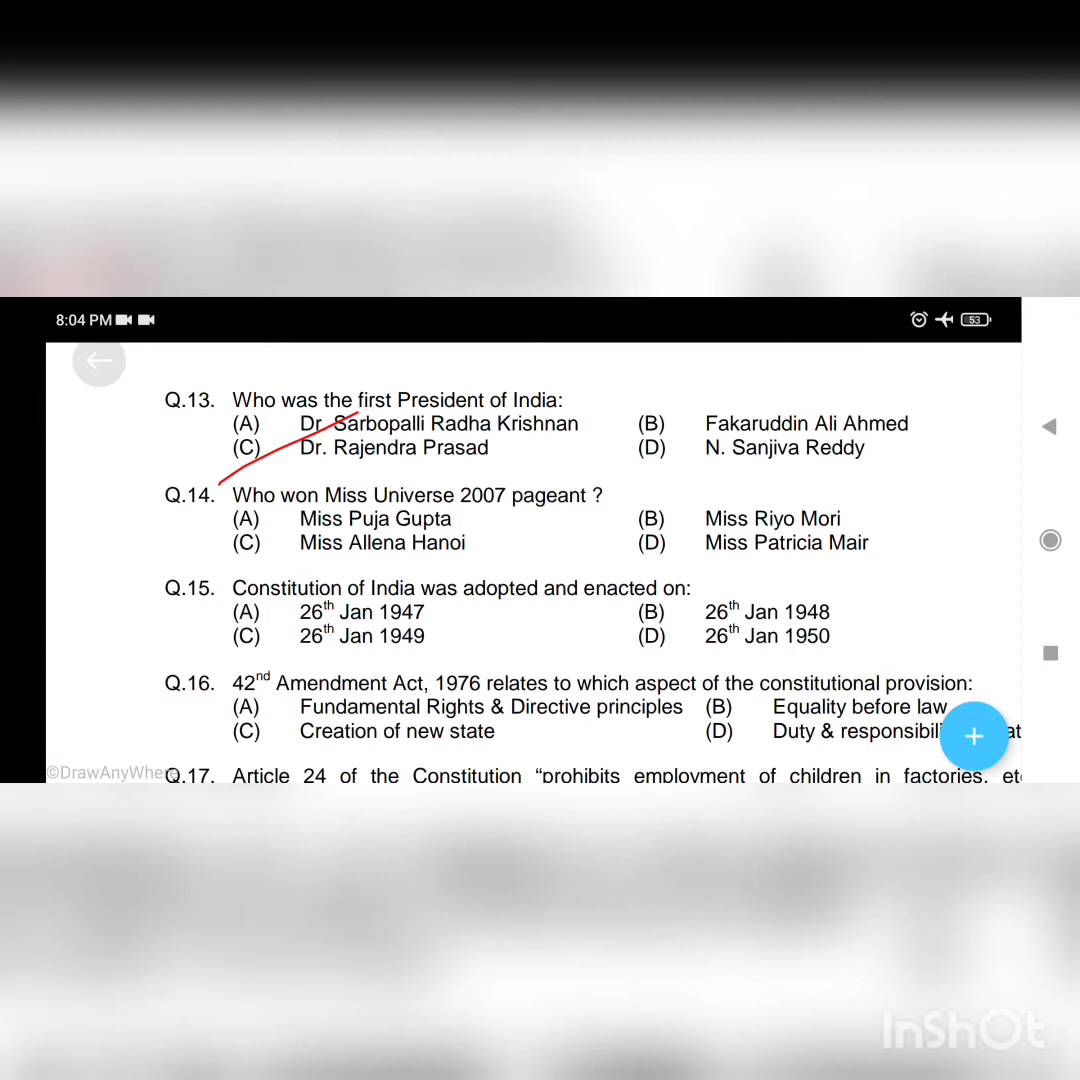 8:04 PM
53
Q.13. Who was the first President of India:
(A) Dr. Sarbopalli Radha Krishnan (B) Fakaruddin Ali Ahmed
(C) Dr. Rajendra Prasad (D) N. Sanjiva Reddy
Q.14. Who won Miss Universe 2007 pageant ?
(A) Miss Puja Gupta (B) Miss Riyo Mori
(C) Miss Allena Hanoi (D) Miss Patricia Mair
Q.15. Constitution of India was adopted and enacted on:
(A) 26th Jan 1947 (B) 26th Jan 1948
(C) 26th Jan 1949 (D) 26th Jan 1950
Q.16. 42nd Amendment Act, 1976 relates to which aspect of the constitutional provision:
(A) Fundamental Rights & Directive principles (B) Equality before law
(C) Creation of new state (D) Duty &
©DrawAnyWhere
Q.17. Article 24 of the Constitution “prohibits employment of children in factories,
InShOt